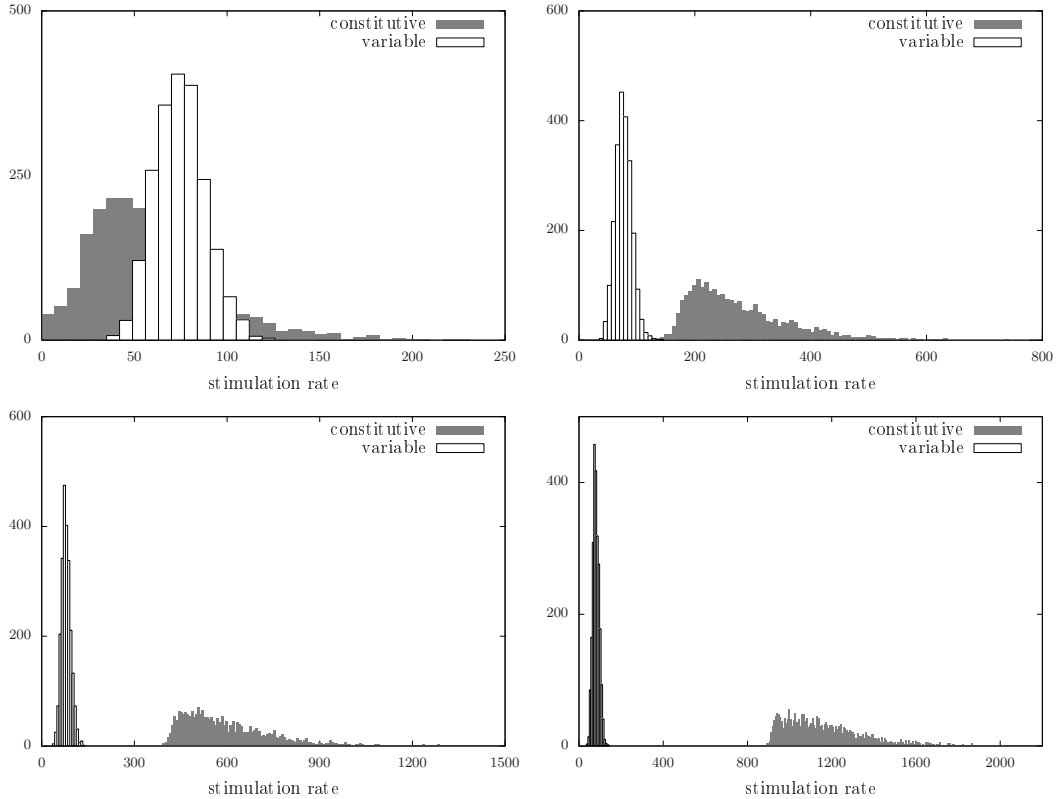 500
250
0
0 50 100 150 200 250
constitutive
variable
stimulation rate
600
400
200
0
0 200 400 600 800
constitutive
variable
stimulation rate
600
400
200
0
0 300 600 900 1200 1500
constitutive
variable
stimulation rate
400
200
0
0 400 800 1200 1600 2000
constitutive
variable
stimulation rate